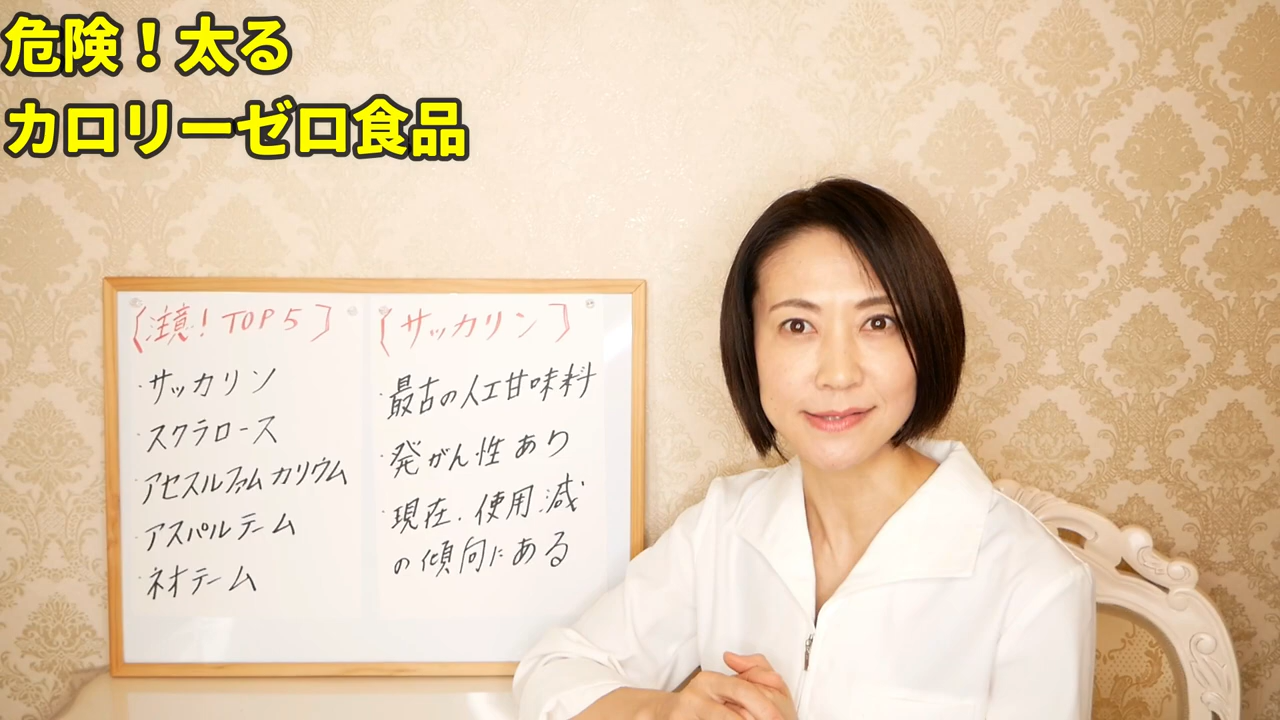 危険！太る
カロリーゼロ食品
【注意！TOP5】
・サッカリン
・スクラロース
・アセスルファムカリウム
・アスパルテーム
・ネオテーム
【サッカリン】
・最古の人工甘味料
・発がん性あり
・現在、使用減
の傾向にある